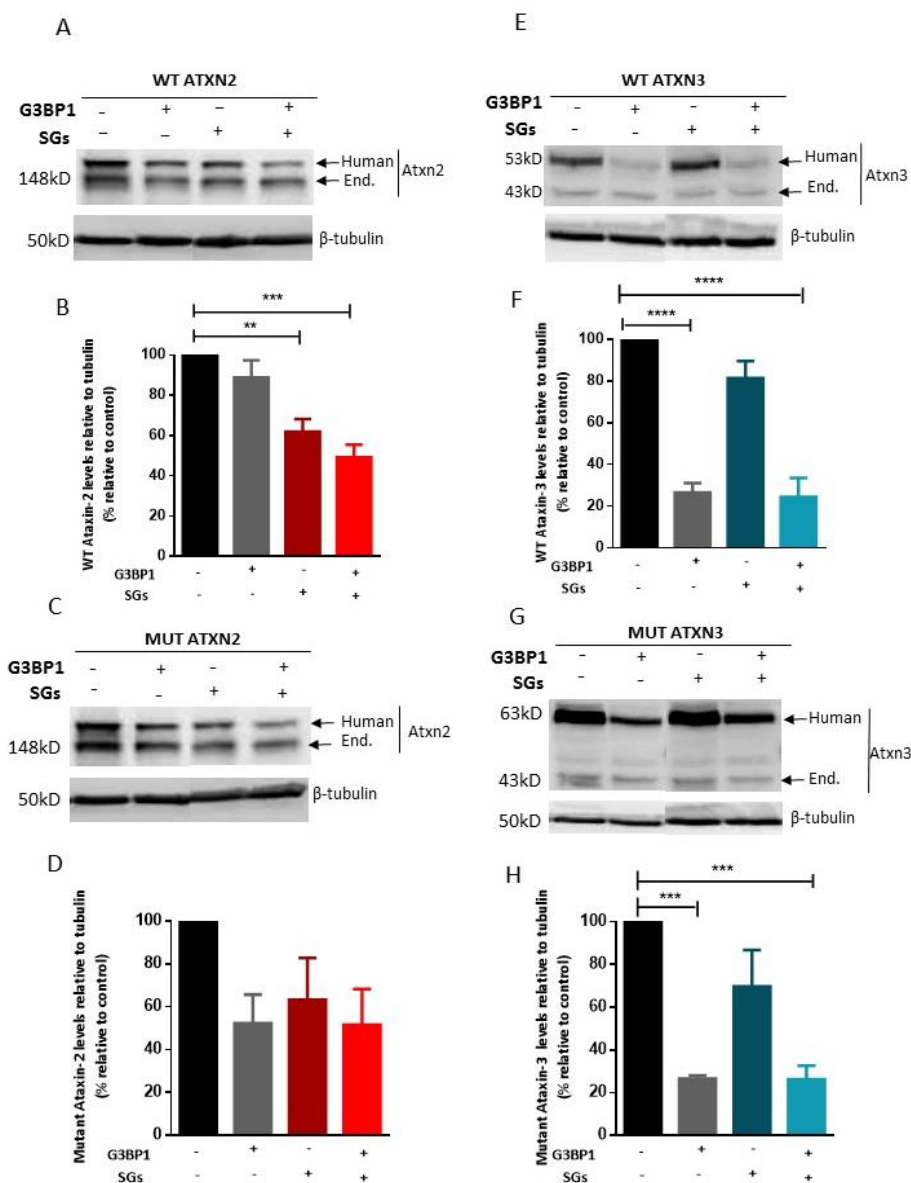 A
WT ATXN2
G3BP1 - + - +
SGs - - + +
148kD
Human
End.
Atxn2
50kD
β-tubulin
B
*** 
**
WT Ataxin-2 levels relative to tubulin
(% relative to control)
100
80
60
40
20
0
G3BP1 - + - +
SGs - - + +
C
MUT ATXN2
G3BP1 - + - +
SGs - - + +
148kD
Human
End.
Atxn2
50kD
β-tubulin
D
Mutant Ataxin-2 levels relative to tubulin
(% relative to control)
100
80
60
40
20
0
G3BP1 - + - +
SGs - - + +
E
WT ATXN3
G3BP1 - + - +
SGs - - + +
53kD
43kD
Human
End.
Atxn3
50kD
β-tubulin
F
****
****
WT Ataxin-3 levels relative to tubulin
(% relative to control)
100
80
60
40
20
0
G3BP1 - + - +
SGs - - + +
G
MUT ATXN3
G3BP1 - + - +
SGs - - + +
63kD
43kD
Human
End.
Atxn3
50kD
β-tubulin
H
***
***
Mutant Ataxin-3 levels relative to tubulin
(% relative to control)
100
80
60
40
20
0
G3BP1 - + - +
SGs - - + +